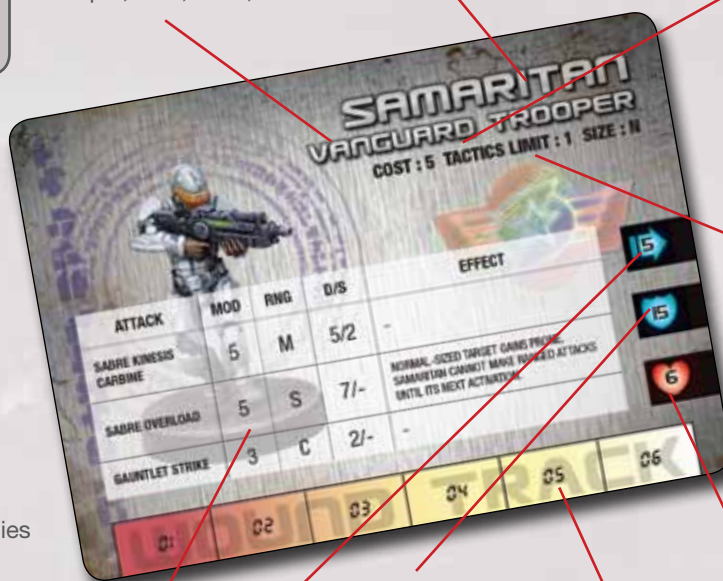 SAMARITAN
VANGUARD TROOPER
COST : 5 TACTICS LIMIT : 1 SIZE : N
ATTACK MOD RNG D/S EFFECT
SABRE KINESIS CARBINE 5 M 5/2 -
SABRE OVERLOAD 5 S 7/- NORMAL-SIZED TARGET GAINS PRONE.
SAMARITAN CANNOT MAKE RANGED ATTACKS
UNTIL ITS NEXT ACTIVATION.
GAUNTLET STRIKE 3 C 2/- -
5
15
6
WOUND TRACK
01 02 03 04 05 06
ies